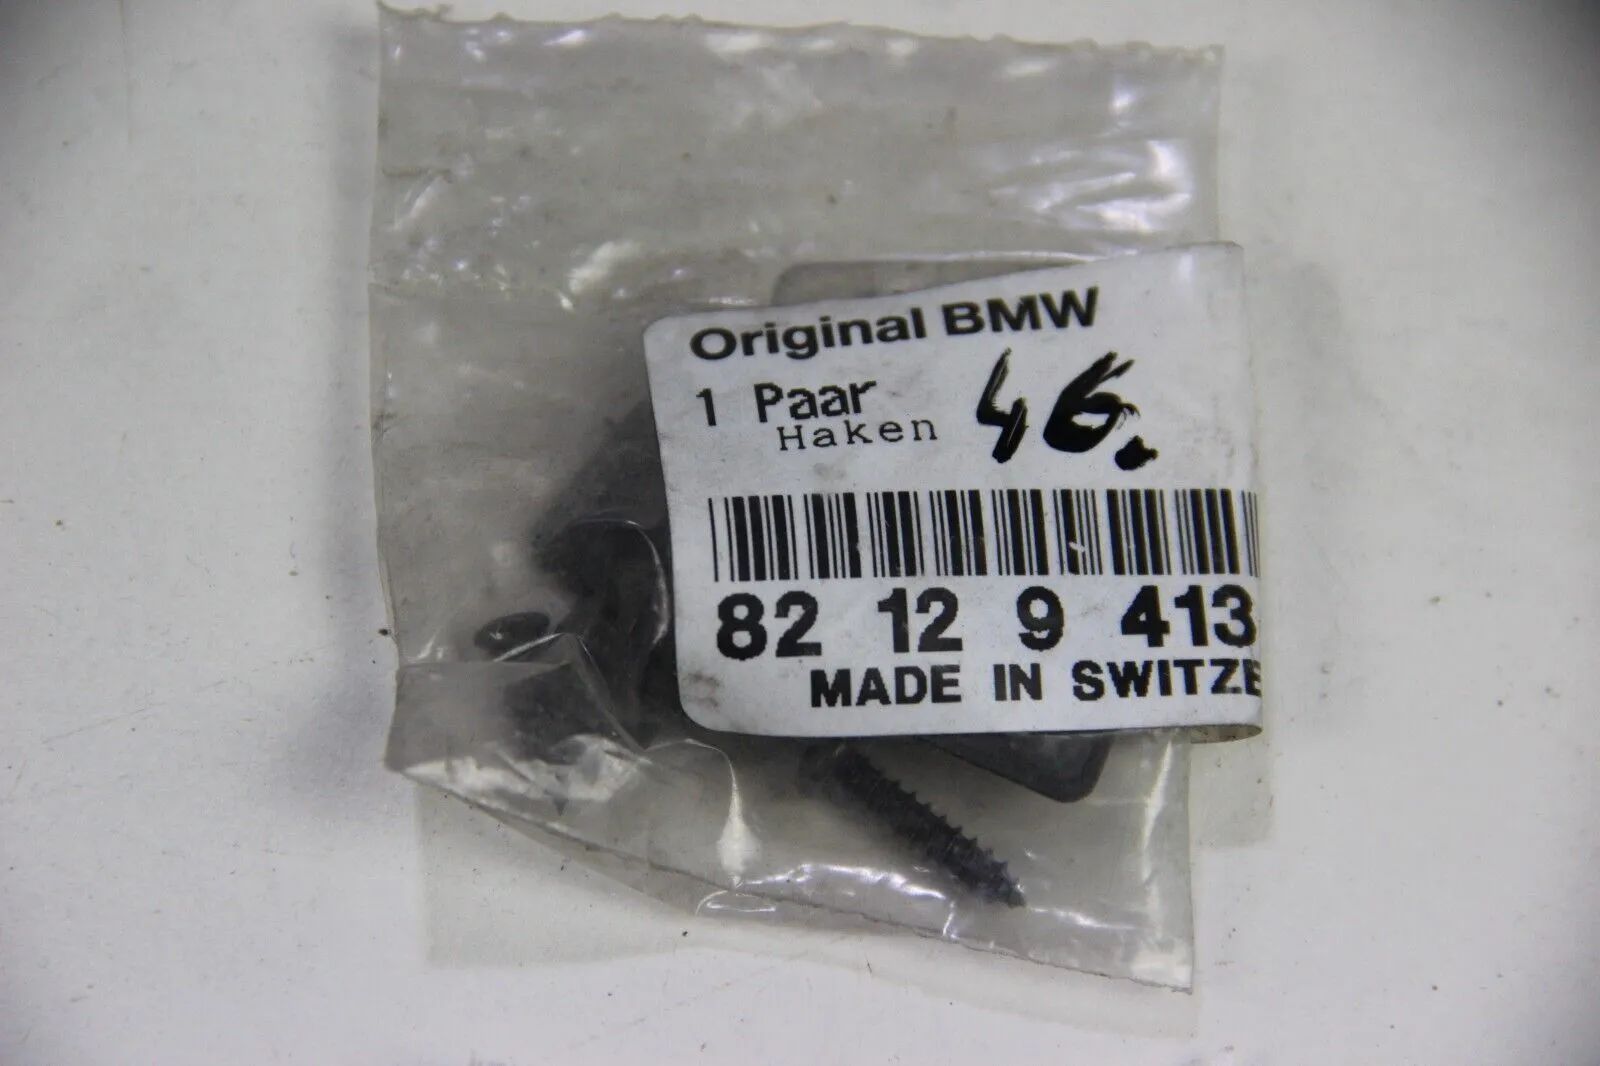 Original BMW
1 Paar
Haken 46.
82 12 9 413
MADE IN SWITZE